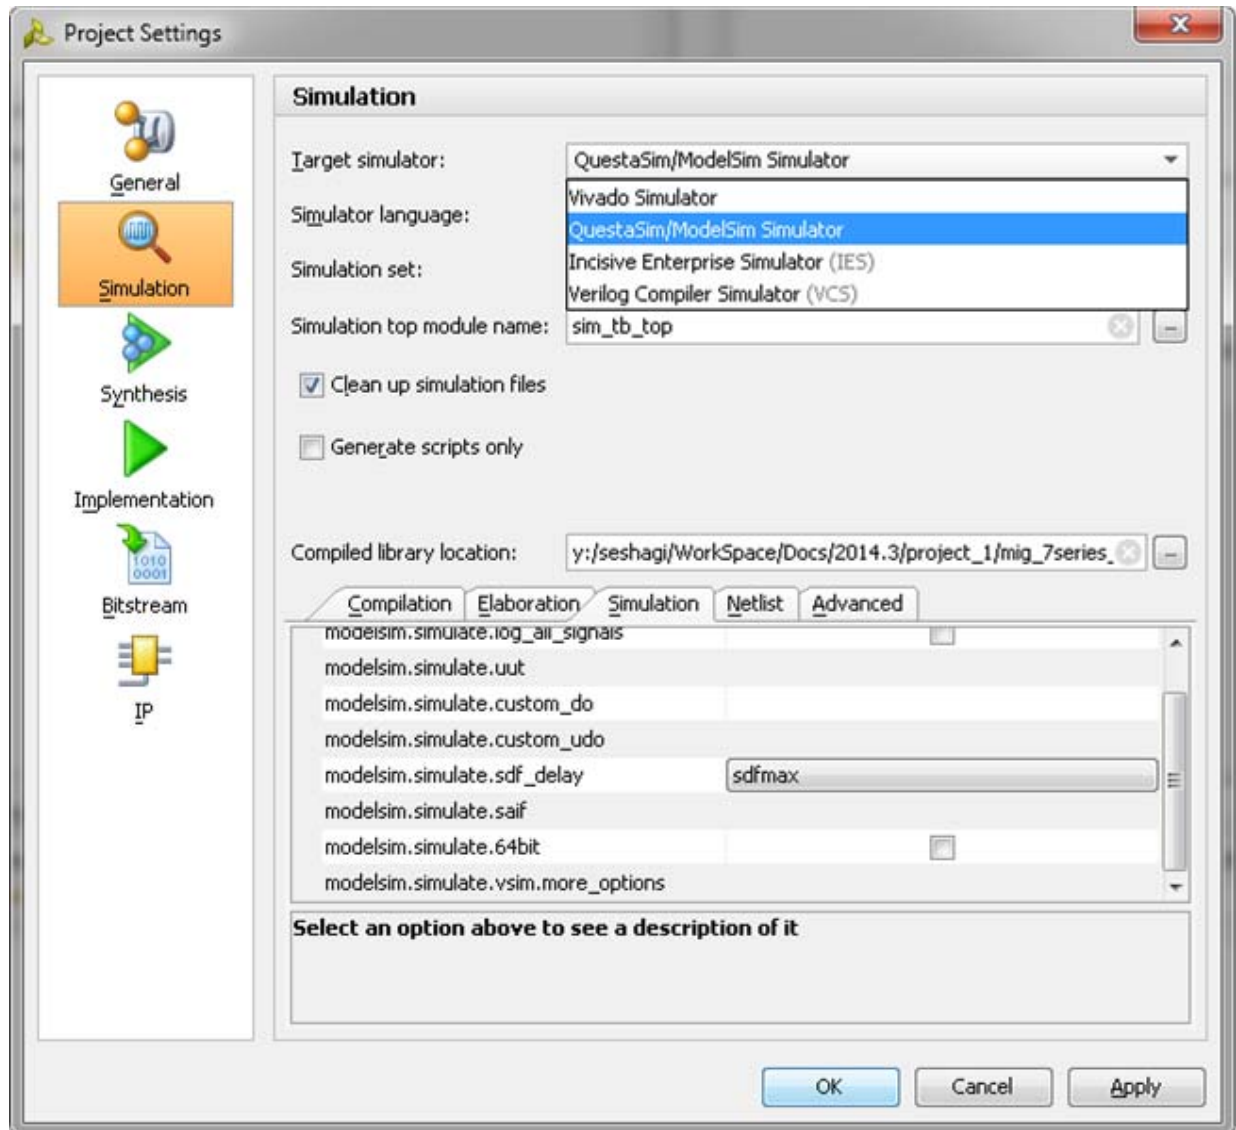 Project Settings
General
Simulation
Synthesis
Implementation
Bitstream
IP
Simulation
Target simulator: QuestaSim/ModelSim Simulator
Vivado Simulator
Simulator language:
QuestaSim/ModelSim Simulator
Simulation set: Incisive Enterprise Simulator (IES)
Verilog Compiler Simulator (VCS)
Simulation top module name: sim_tb_top
Clean up simulation files
Generate scripts only
Compiled library location: y:/seshagi/WorkSpace/Docs/2014.3/project_1/mig_7series_
Compilation Elaboration Simulation Netlist Advanced
modelsim.simulate.log_all_signals
modelsim.simulate.uut
modelsim.simulate.custom_do
modelsim.simulate.custom_udo
modelsim.simulate.sdf_delay sdfmax
modelsim.simulate.saif
modelsim.simulate.64bit
modelsim.simulate.vsim.more_options
Select an option above to see a description of it
OK Cancel Apply